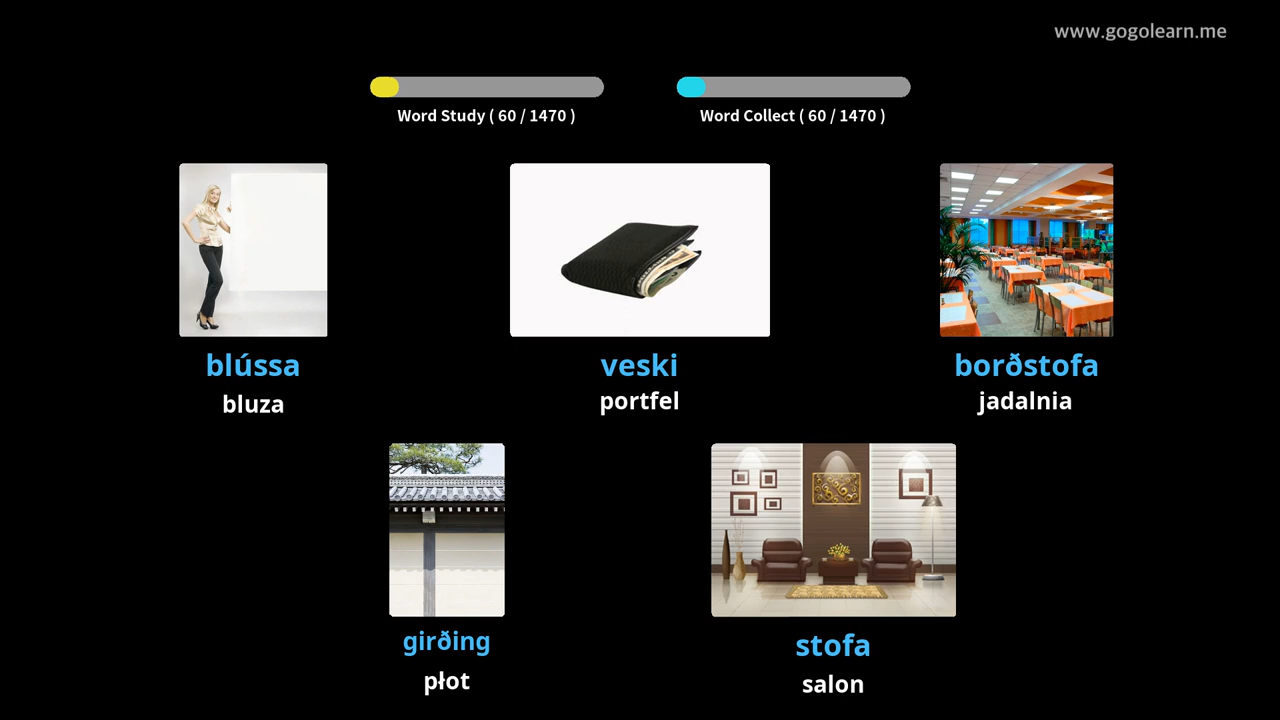 www.gogolearn.me
Word Study ( 60 / 1470 )
Word Collect ( 60 / 1470 )
blússa
bluza
veski
portfel
borðstofa
jadalnia
girðing
płot
stofa
salon